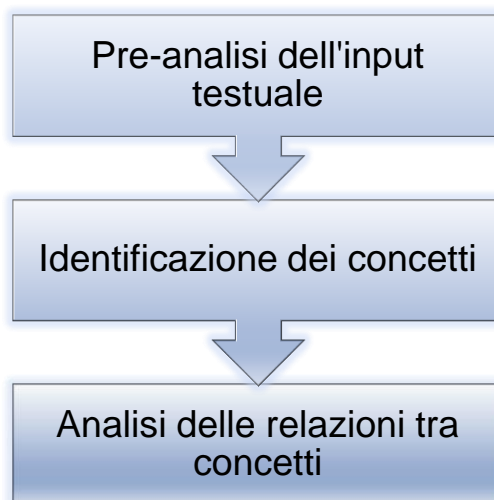 Pre-analisi dell'input
testuale
Identificazione dei concetti
Analisi delle relazioni tra
concetti